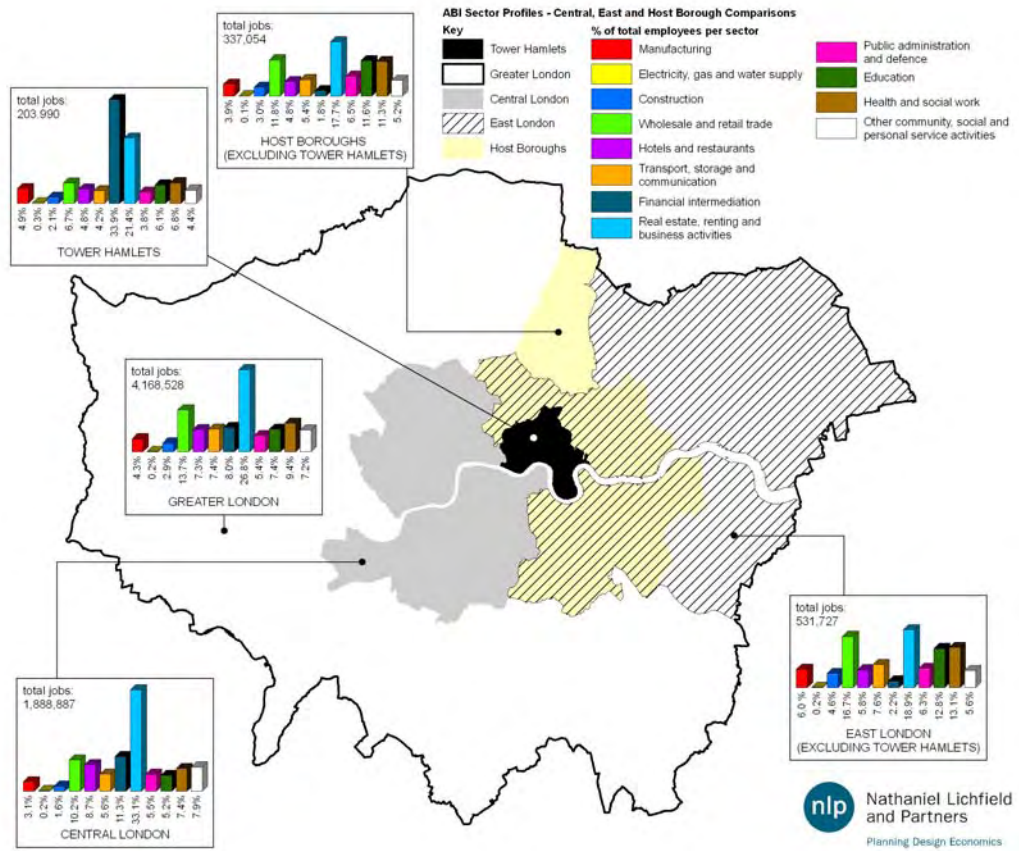 ABI Sector Profiles - Central, East and Host Borough Comparisons
Key
Tower Hamlets
Greater London
Central London
East London
Host Boroughs
% of total employees per sector
Manufacturing
Electricity, gas and water supply
Construction
Wholesale and retail trade
Hotels and restaurants
Transport, storage and
communication
Financial intermediation
Real estate, renting and
business activities
Public administration
and defence
Education
Health and social work
Other community, social and
personal service activities
total jobs:
337,054
3.9%
0.1%
3.0%
11.8%
4.8%
5.4%
1.8%
17.7%
6.5%
11.6%
11.3%
5.2%
HOST BOROUGHS
(EXCLUDING TOWER HAMLETS)
total jobs:
203,990
4.9%
0.3%
2.1%
6.7%
4.8%
4.2%
33.9%
21.4%
3.8%
6.1%
6.8%
4.4%
TOWER HAMLETS
total jobs:
4,168,528
4.3%
0.2%
2.9%
13.7%
7.3%
7.4%
8.0%
26.8%
5.4%
7.4%
9.4%
7.2%
GREATER LONDON
total jobs:
531,727
6.0%
0.2%
4.6%
16.7%
5.8%
7.6%
2.2%
18.9%
6.3%
12.8%
13.1%
5.6%
EAST LONDON
(EXCLUDING TOWER HAMLETS)
total jobs:
1,888,887
3.1%
0.2%
1.6%
10.2%
8.7%
5.6%
11.3%
33.1%
5.5%
5.2%
7.4%
7.9%
CENTRAL LONDON
nlp
Nathaniel Lichfield
and Partners
Planning Design Economics